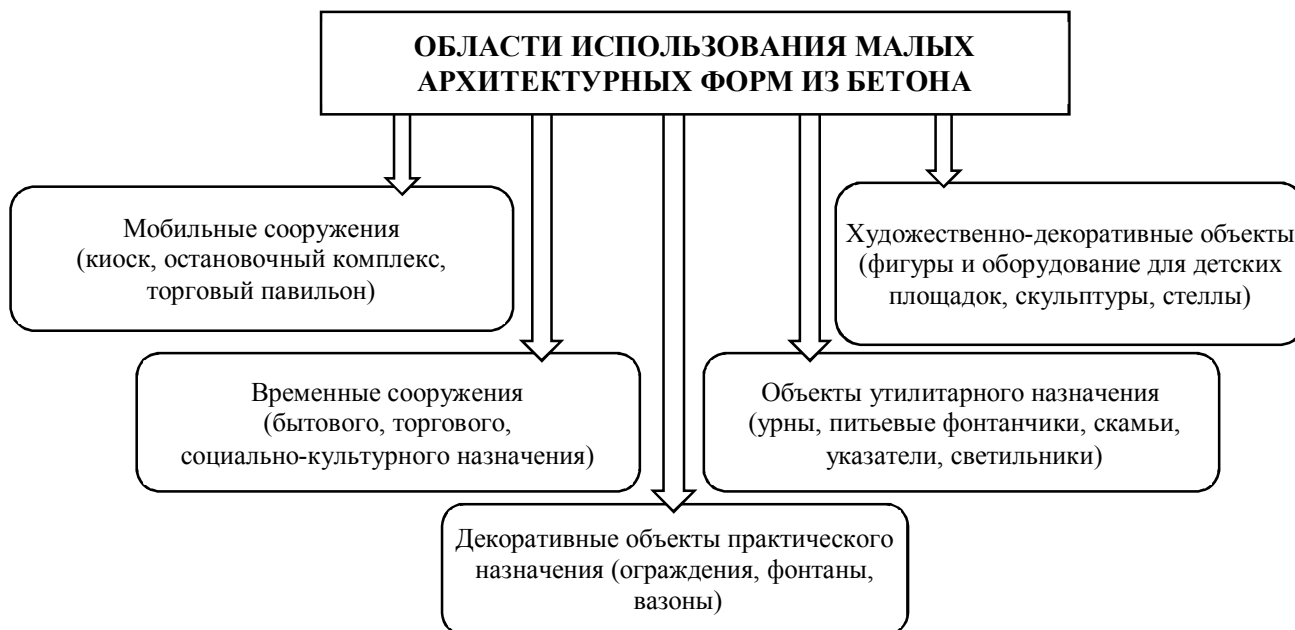 ОБЛАСТИ ИСПОЛЬЗОВАНИЯ МАЛЫХ
АРХИТЕКТУРНЫХ ФОРМ ИЗ БЕТОНА
Мобильные сооружения
(киоск, остановочный комплекс,
торговый павильон)
Художественно-декоративные объекты
(фигуры и оборудование для детских
площадок, скульптуры, стеллы)
Временные сооружения
(бытового, торгового,
социально-культурного назначения)
Объекты утилитарного назначения
(урны, питьевые фонтанчики, скамьи,
указатели, светильники)
Декоративные объекты практического
назначения (ограждения, фонтаны,
вазоны)